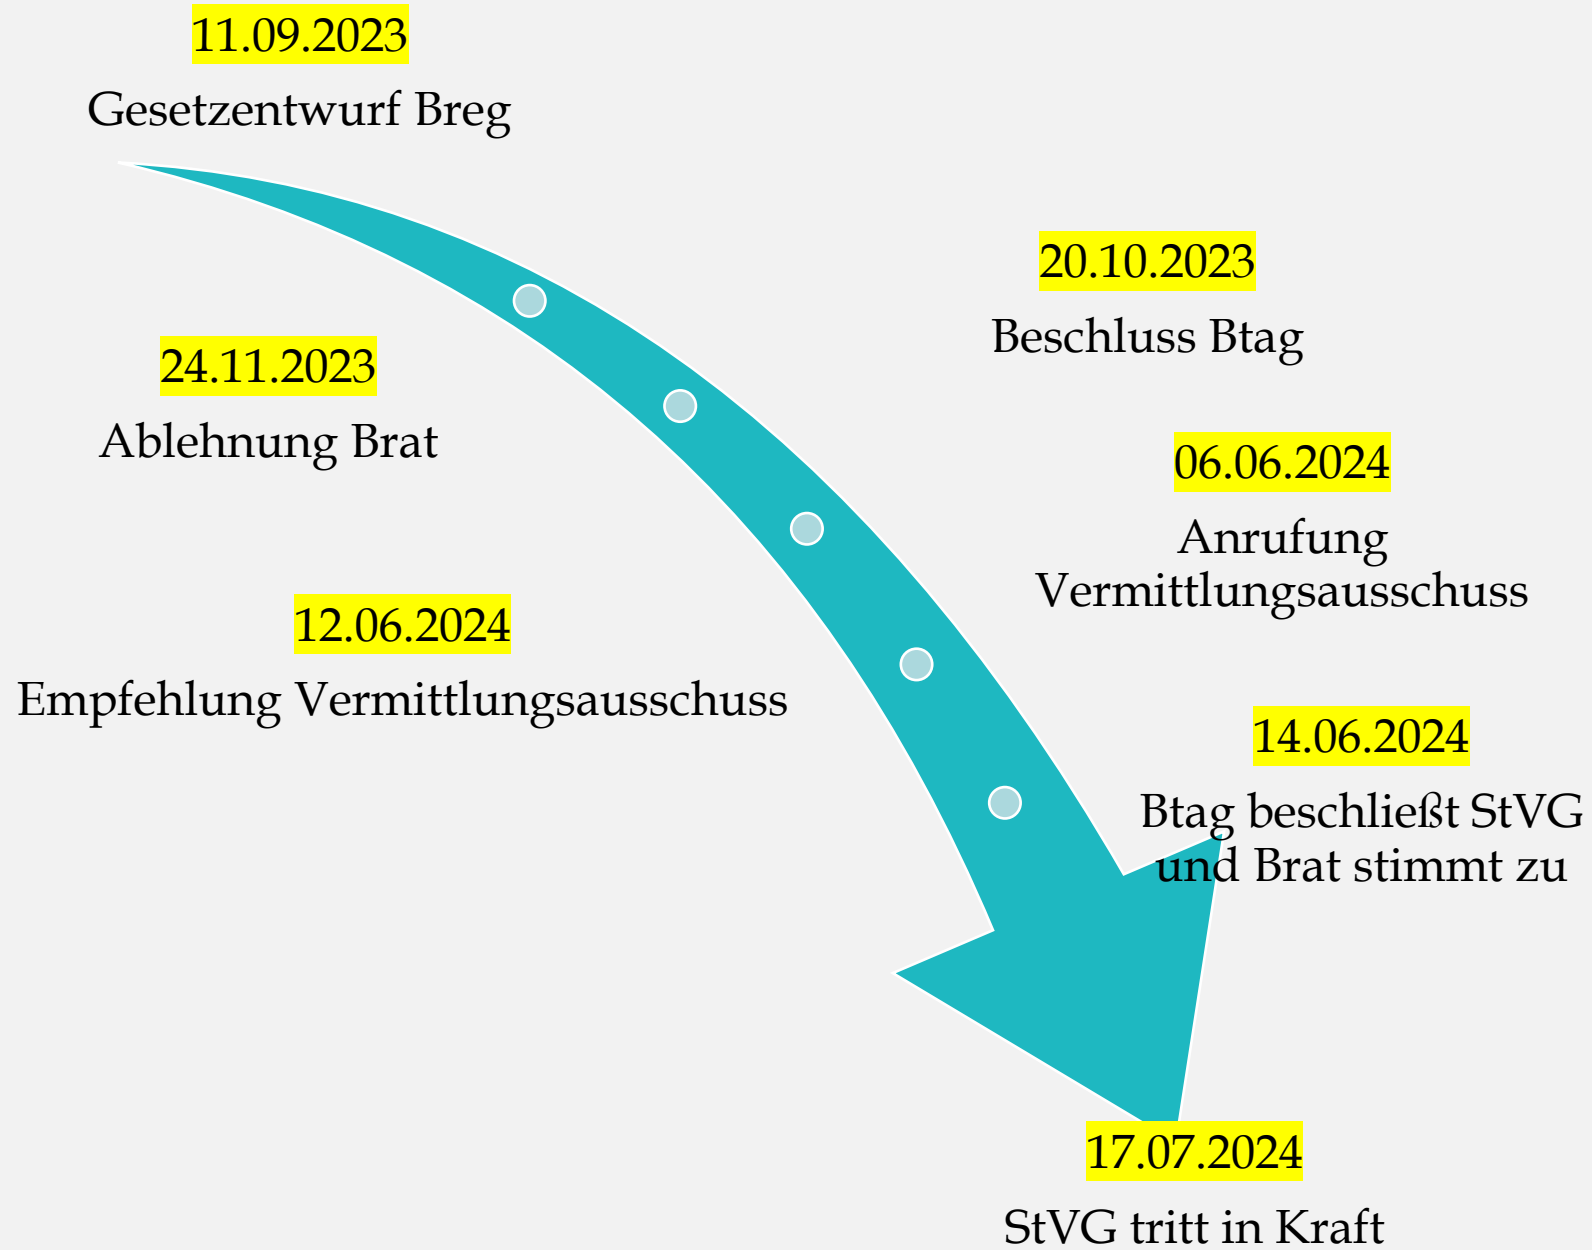 11.09.2023
Gesetzentwurf Breg
20.10.2023
Beschluss Btag
24.11.2023
Ablehnung Brat
06.06.2024
Anrufung
Vermittlungsausschuss
12.06.2024
Empfehlung Vermittlungsausschuss
14.06.2024
Btag beschließt StVG
und Brat stimmt zu
17.07.2024
StVG tritt in Kraft